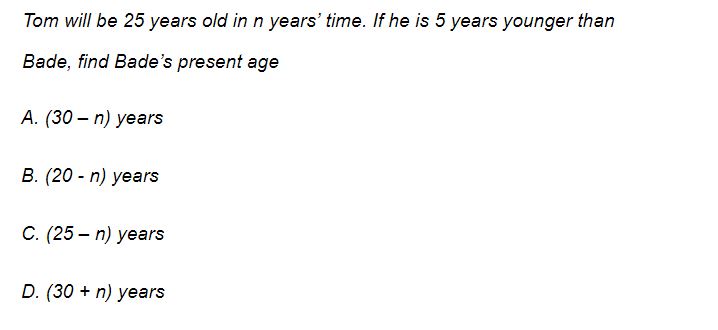 Tom will be 25 years old in n years’ time. If he is 5 years younger than
Bade, find Bade’s present age
A. (30 – n) years
B. (20 - n) years
C. (25 – n) years
D. (30 + n) years